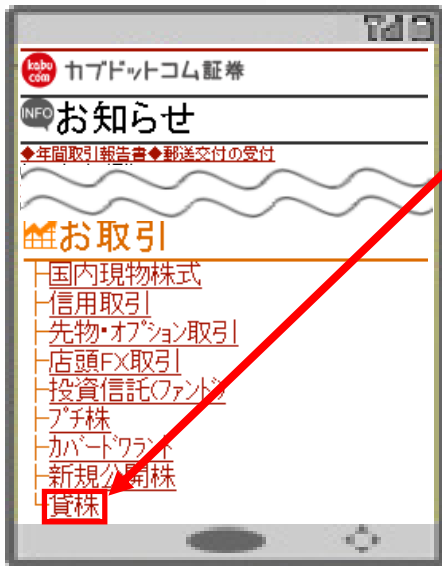 kabu
com カブドットコム証券
INFO お知らせ
◆年間取引報告書◆郵送交付の受付
お取引
国内現物株式
信用取引
先物・オプション取引
店頭FX取引
投資信託(ファンド)
プチ株
カバードワラント
新規公開株
貸株